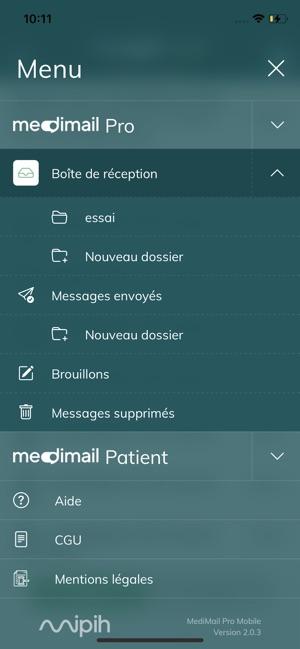 10:11
Menu
medimail Pro
Boîte de réception
essai
Nouveau dossier
Messages envoyés
Nouveau dossier
Brouillons
Messages supprimés
medimail Patient
Aide
CGU
Mentions légales
mipih
MediMail Pro Mobile
Version 2.0.3